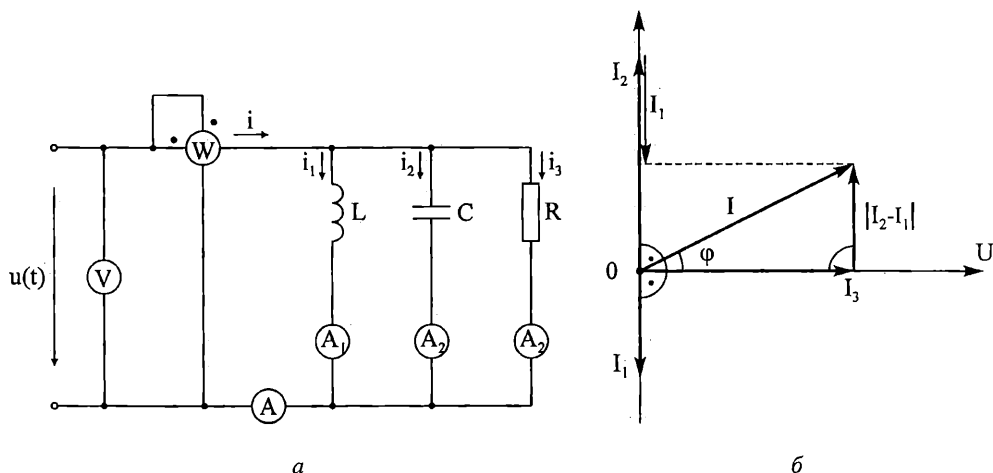 W
i
i₁
i₂
i₃
L
C
R
u(t)
V
A₁
A₂
A₂
A
а
I₂
I₁
I
|I₂-I₁|
φ
0
U
I₃
I₁
б